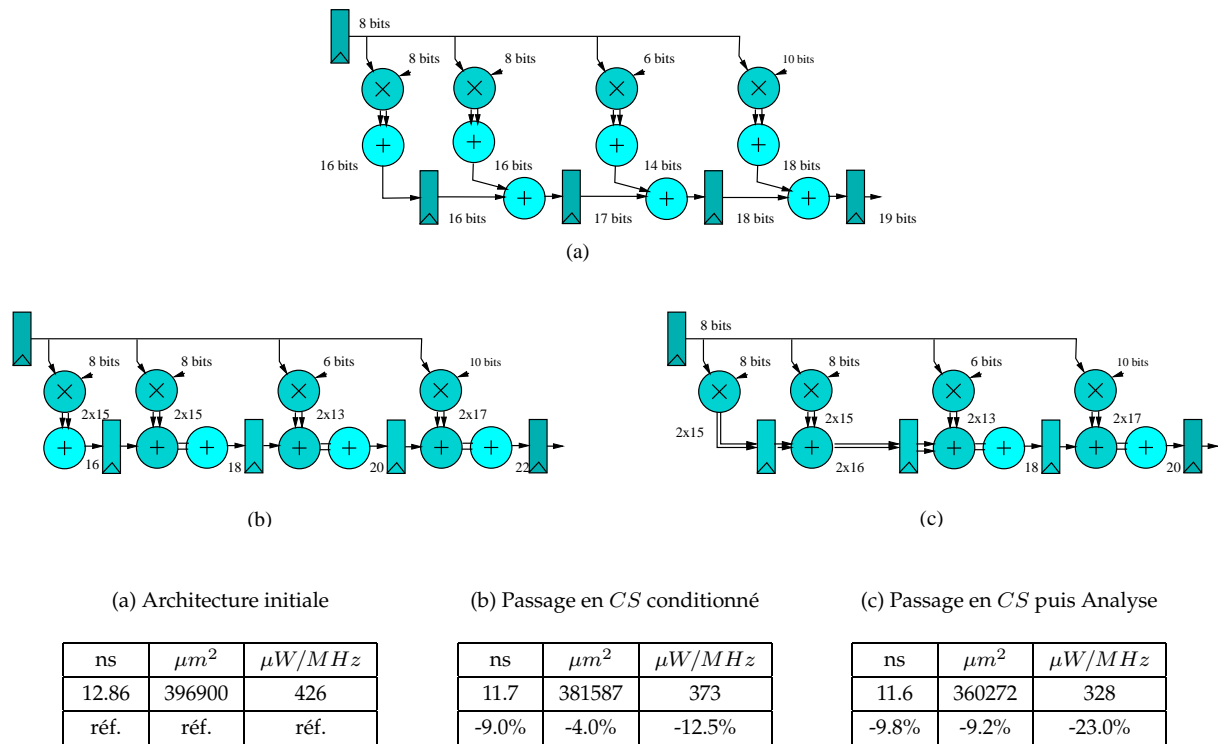 8 bits
8 bits
8 bits
6 bits
10 bits
16 bits
16 bits
14 bits
18 bits
16 bits
17 bits
18 bits
19 bits
(a)
8 bits
8 bits
6 bits
10 bits
2x15
2x15
2x13
2x17
16
18
20
22
(b)
8 bits
8 bits
8 bits
6 bits
10 bits
2x15
2x15
2x13
2x17
2x16
18
20
(c)
(a) Architecture initiale
ns μm² μW/MHz
12.86 396900 426
réf. réf. réf.
(b) Passage en CS conditionné
ns μm² μW/MHz
11.7 381587 373
-9.0% -4.0% -12.5%
(c) Passage en CS puis Analyse
ns μm² μW/MHz
11.6 360272 328
-9.8% -9.2% -23.0%